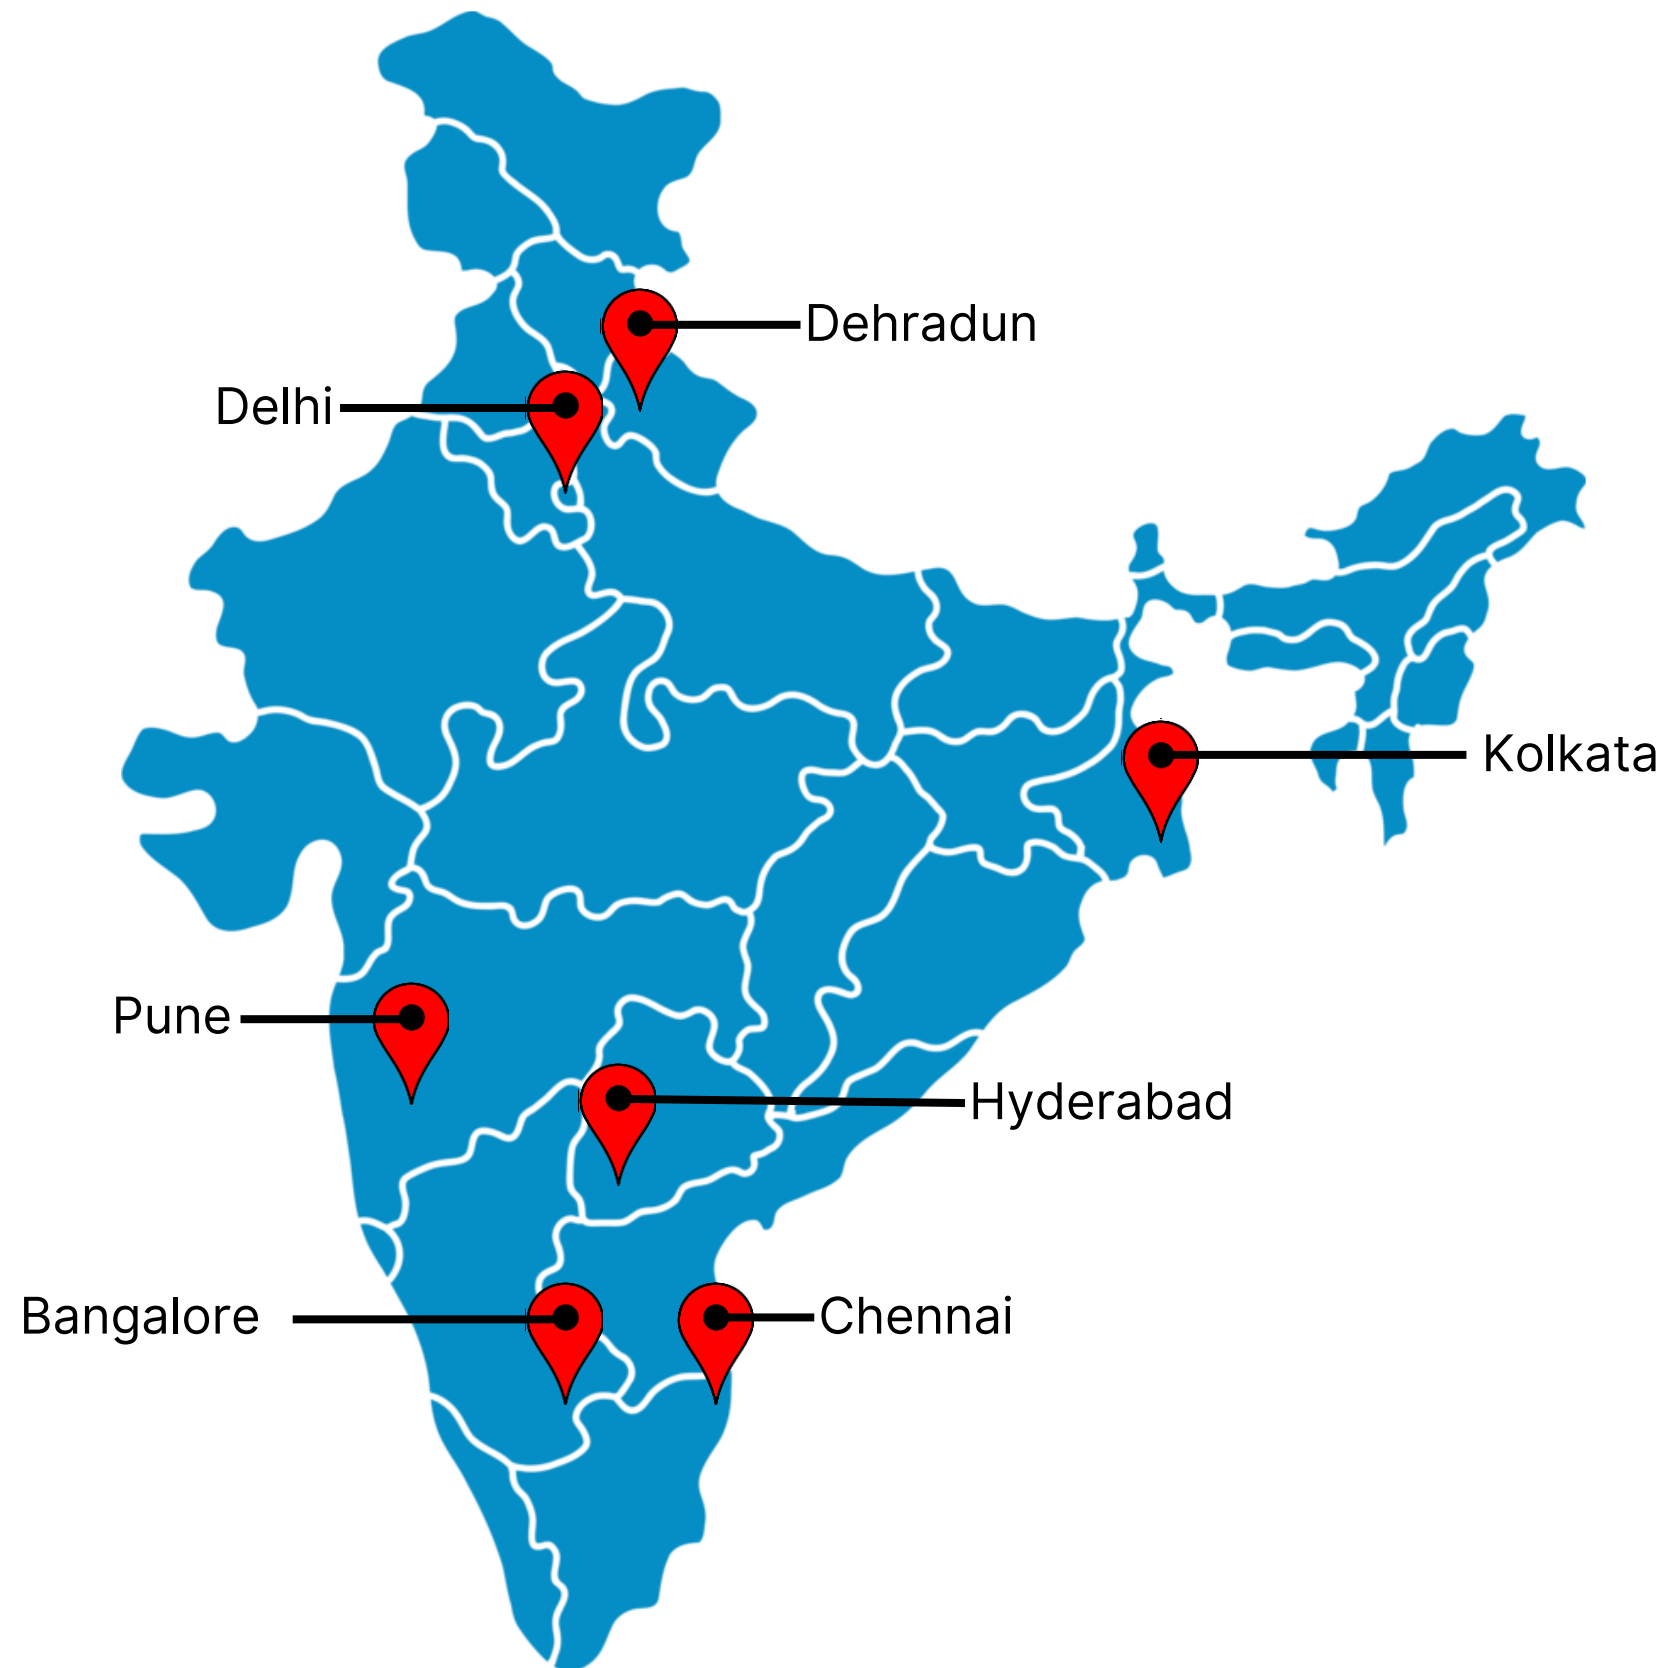 Dehradun
Delhi
Kolkata
Pune
Hyderabad
Bangalore
Chennai